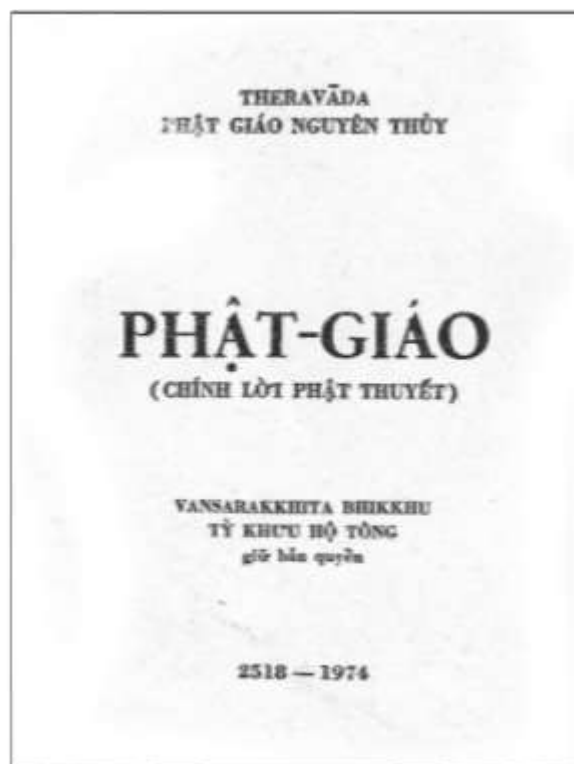 THERAVĀDA
PHẬT GIÁO NGUYÊN THỦY
PHẬT-GIÁO
(CHÍNH LỜI PHẬT THUYẾT)
VANSARAKKHITA BHIKKHU
TỲ KHƯU HỘ TÔNG
giữ bản quyền
2518 — 1974